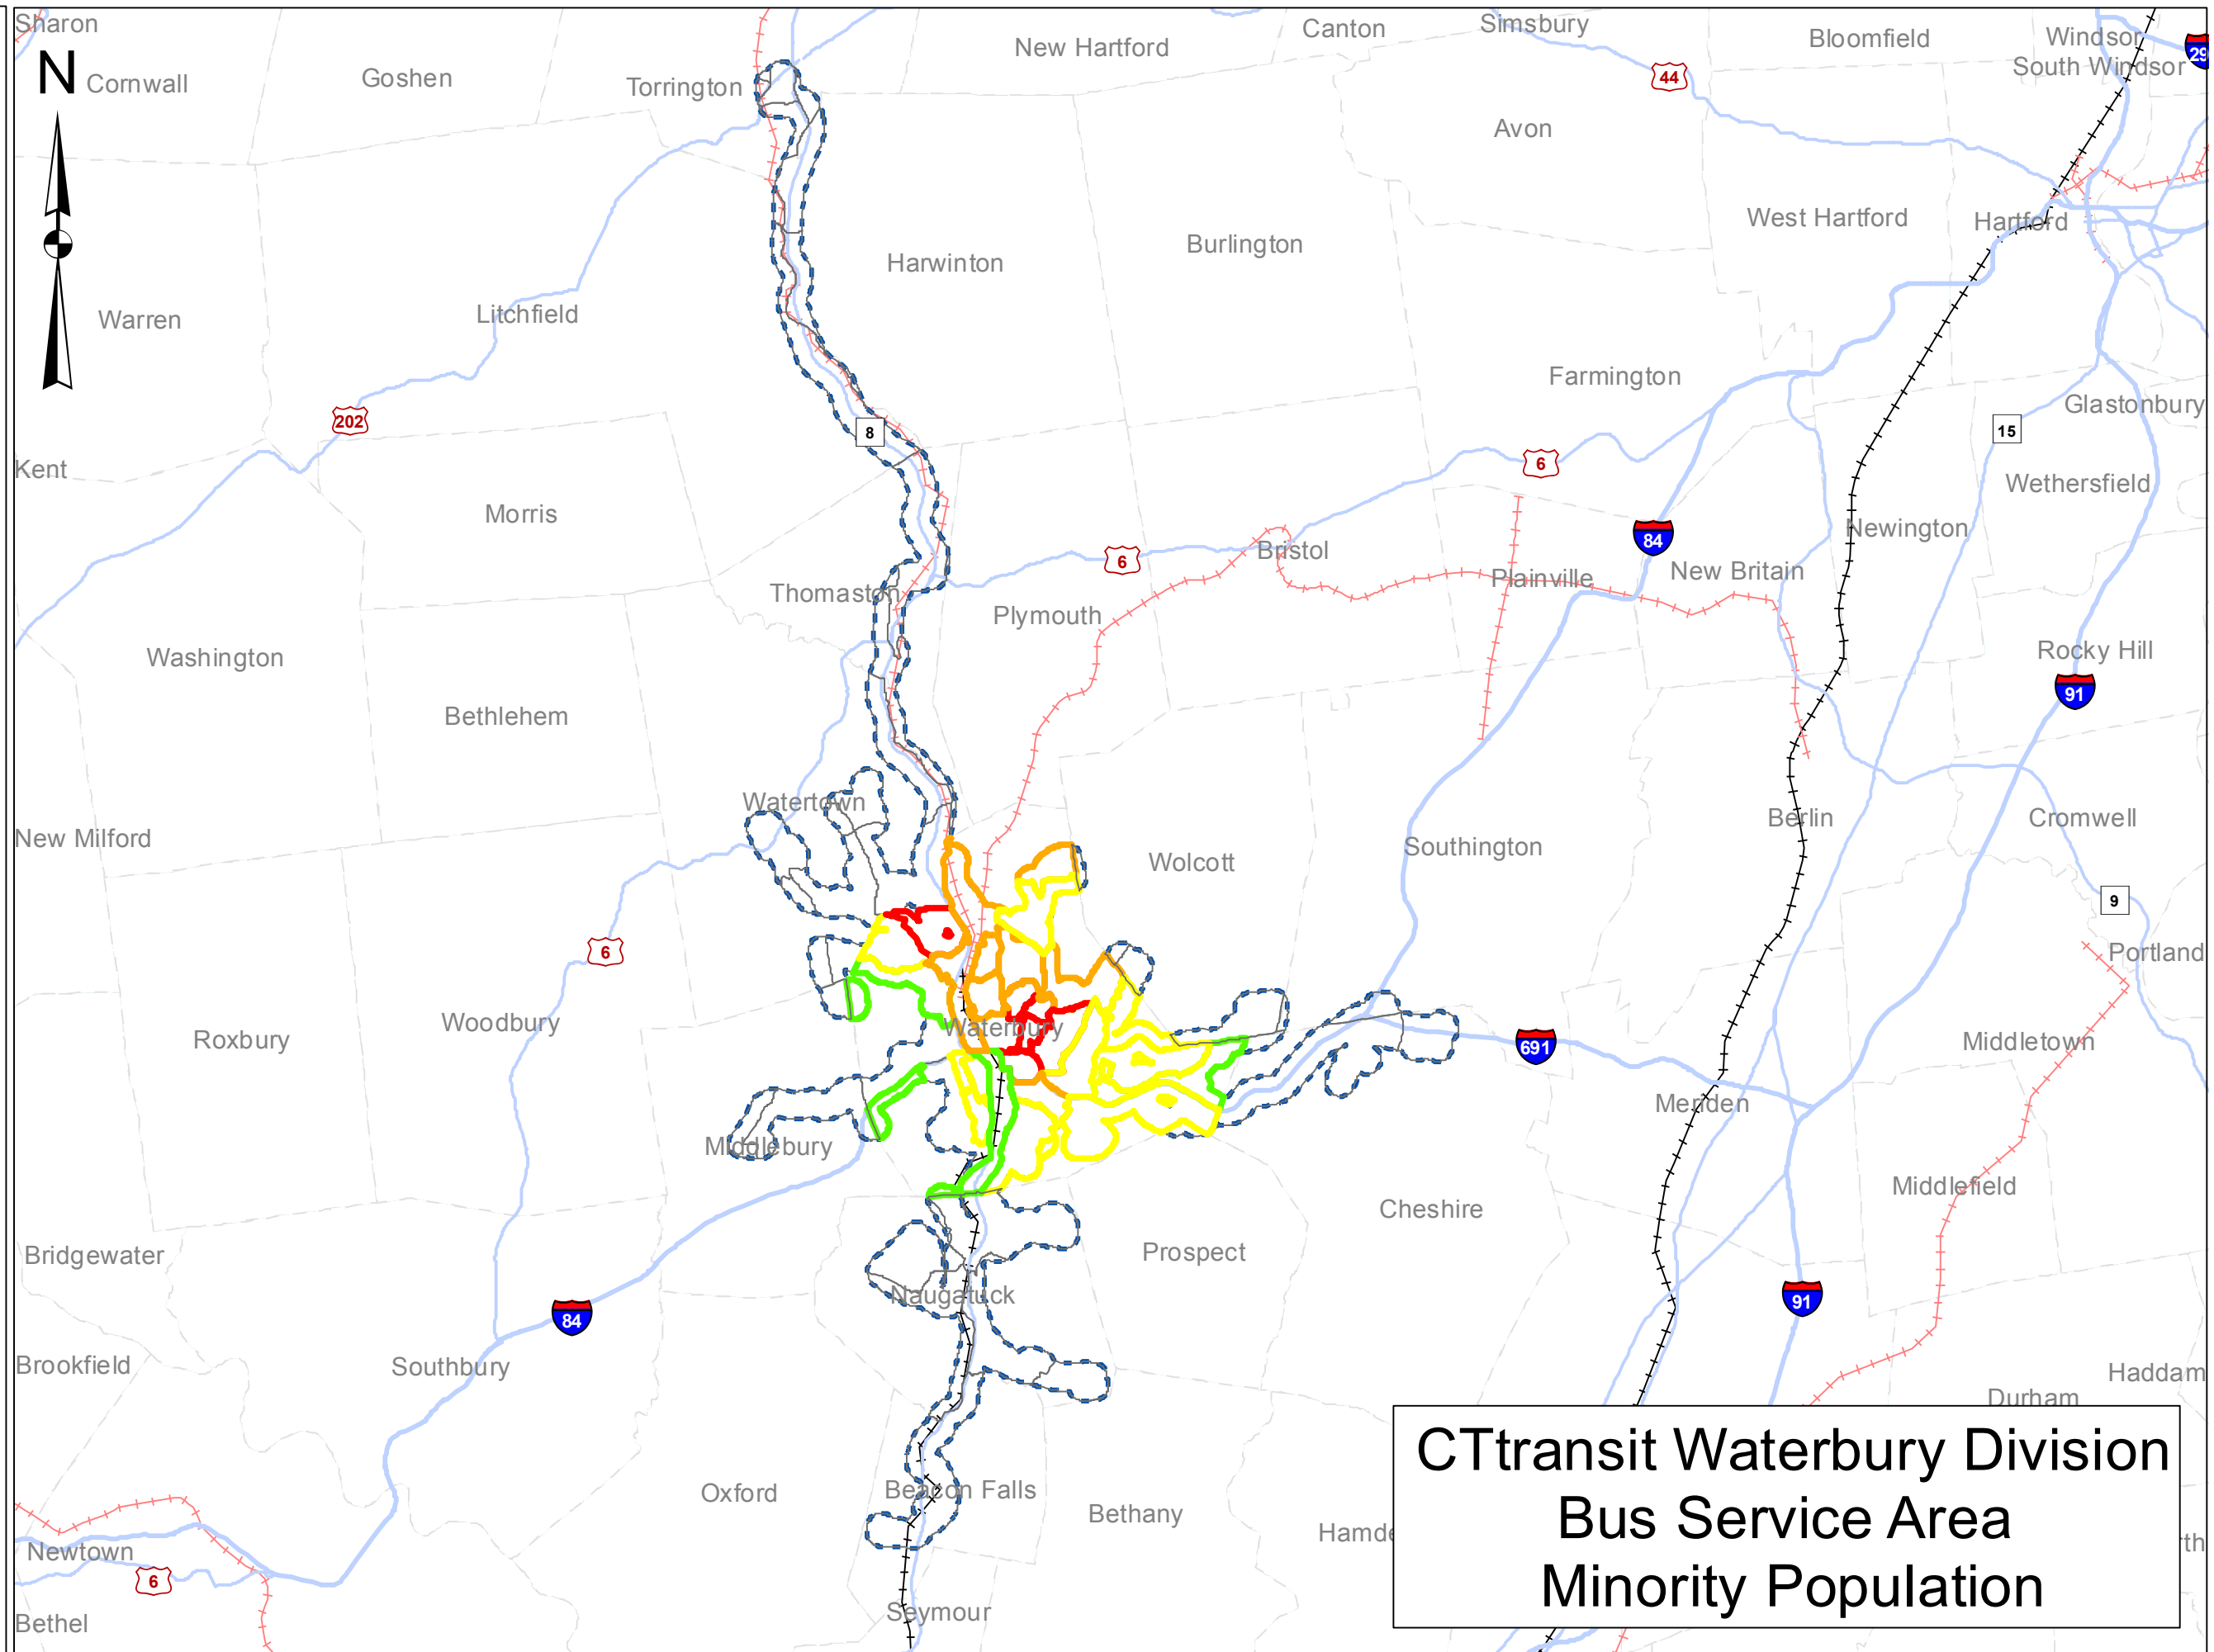 Sharon
N
Cornwall
Goshen
Torrington
New Hartford
Canton
Simsbury
Bloomfield
Windsor
South Windsor
29
44
Avon
West Hartford
Hartford
Burlington
Harwinton
Warren
Litchfield
Farmington
Glastonbury
202
8
15
6
Kent
Wethersfield
Morris
Newington
84
Bristol
6
New Britain
Plainville
Thomaston
Plymouth
Washington
Rocky Hill
91
Bethlehem
Watertown
New Milford
Berlin
Cromwell
Southington
Wolcott
9
6
Portland
Woodbury
Waterbury
Roxbury
691
Middletown
Meriden
Middlebury
Middlefield
Cheshire
Prospect
Bridgewater
Naugatuck
84
91
Brookfield
Southbury
Haddam
Durham
CTtransit Waterbury Division
Bus Service Area
Minority Population
Oxford
Beacon Falls
Bethany
Hamde
rth
Newtown
6
Seymour
Bethel